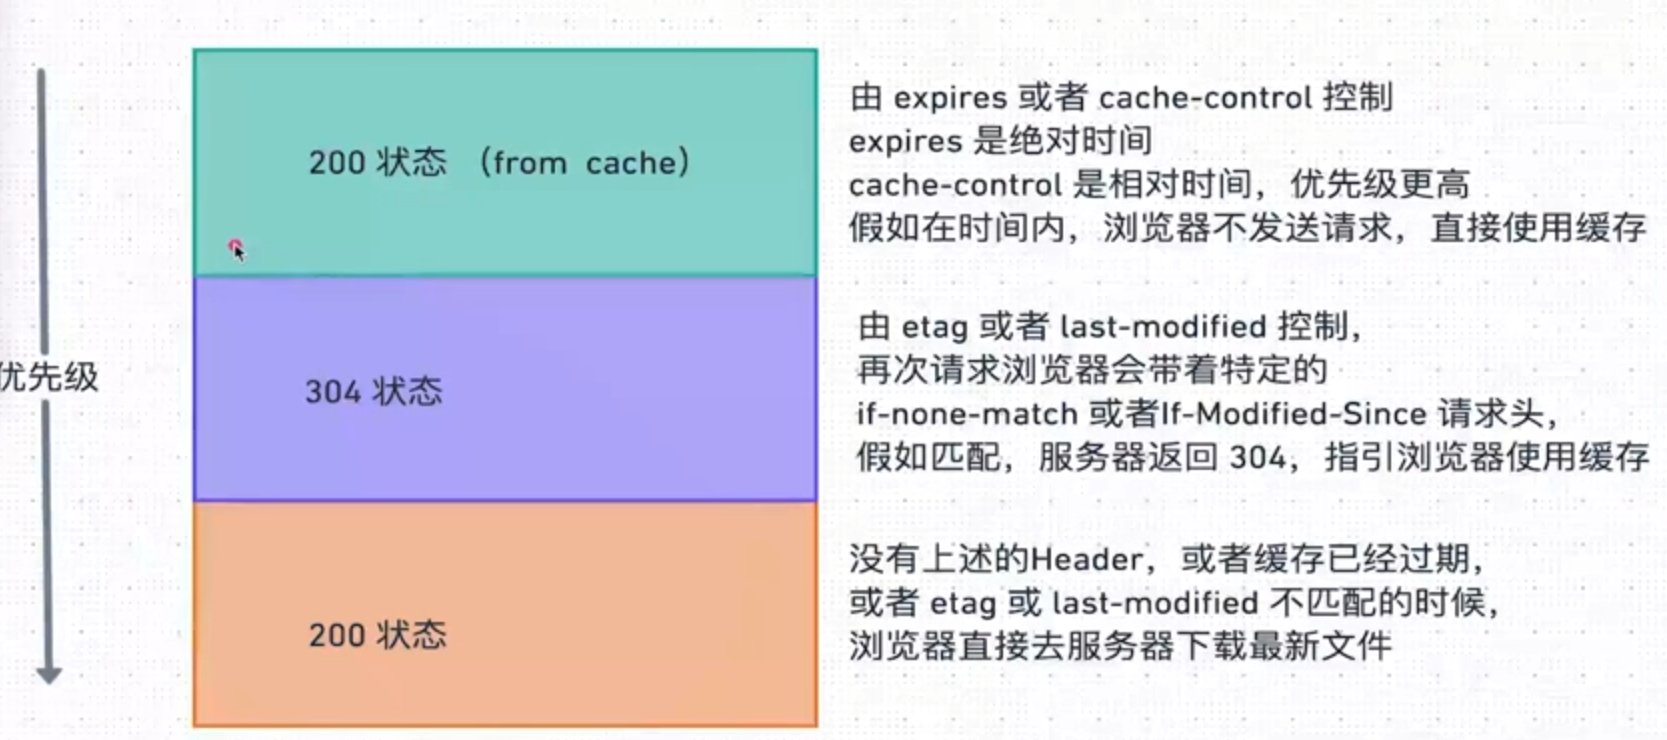 优先级
200 状态 （from cache）
由 expires 或者 cache-control 控制
expires 是绝对时间
cache-control 是相对时间，优先级更高
假如在时间内，浏览器不发送请求，直接使用缓存
304 状态
由 etag 或者 last-modified 控制，
再次请求浏览器会带着特定的
if-none-match 或者If-Modified-Since 请求头，
假如匹配，服务器返回 304，指引浏览器使用缓存
200 状态
没有上述的Header，或者缓存已经过期，
或者 etag 或 last-modified 不匹配的时候，
浏览器直接去服务器下载最新文件